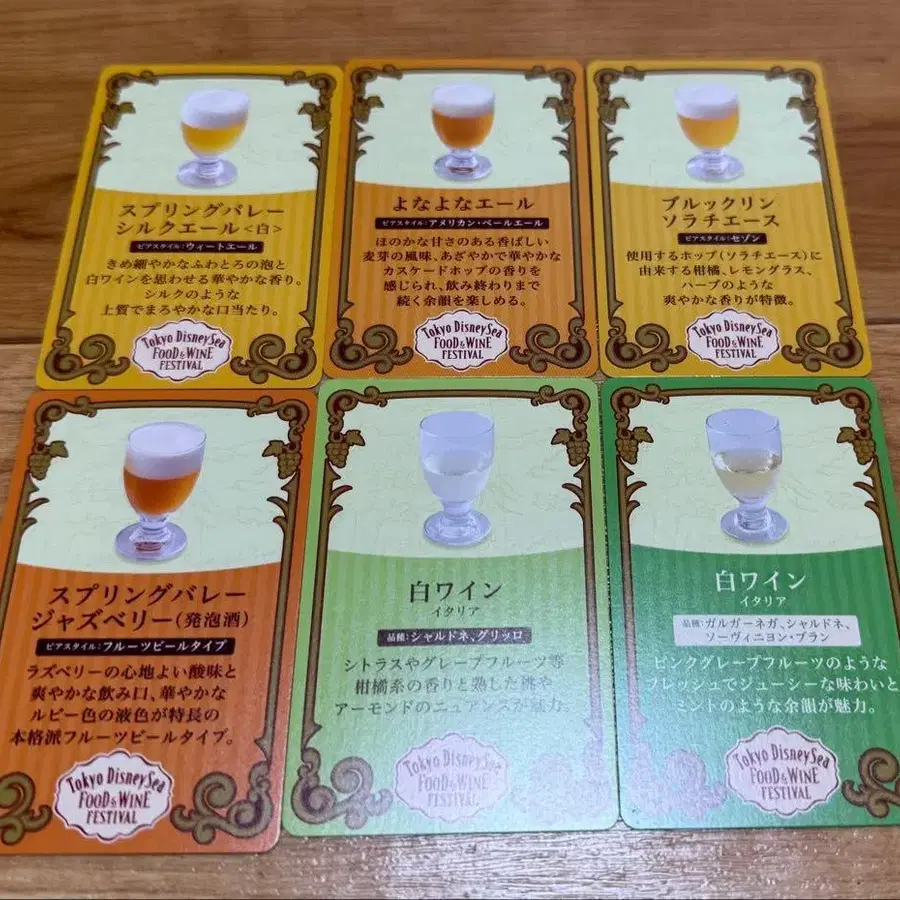 スプリングバレー
シルクエール<白>
ビアスタイル:ウィートエール
きめ細やかなふわとろの泡と
白ワインを思わせる華やかな香り。
シルクのような
上質でまろやかな口当たり。
Tokyo DisneySea
FOOD & WINE
FESTIVAL
よなよなエール
ビアスタイル:アメリカン・ペールエール
ほのかな甘さのある香ばしい
麦芽の風味、あざやかで華やかな
カスケードホップの香りを
感じられ、飲み終わりまで
続く余韻を楽しめる。
Tokyo DisneySea
FOOD & WINE
FESTIVAL
ブルックリン
ソラチエース
ビアスタイル:セゾン
使用するホップ(ソラチエース)に
由来する柑橘、レモングラス、
ハーブのような
爽やかな香りが特徴。
Tokyo DisneySea
FOOD & WINE
FESTIVAL
スプリングバレー
ジャズベリー(発泡酒)
ビアスタイル:フルーツビールタイプ
ラズベリーの心地よい酸味と
爽やかな飲み口、華やかな
ルビー色の液色が特長の
本格派フルーツビールタイプ。
Tokyo DisneySea
FOOD & WINE
FESTIVAL
白ワイン
イタリア
品種:シャルドネ、グリッロ
シトラスやグレープフルーツ等
柑橘系の香りと熟した桃や
アーモンドのニュアンスが魅力。
Tokyo DisneySea
FOOD & WINE
FESTIVAL
白ワイン
イタリア
品種:ガルガーネガ、シャルドネ、
ソーヴィニヨン・ブラン
ピンクグレープフルーツのような
フレッシュでジューシーな味わいと
ミントのような余韻が魅力。
Tokyo DisneySea
FOOD & WINE
FESTIVAL